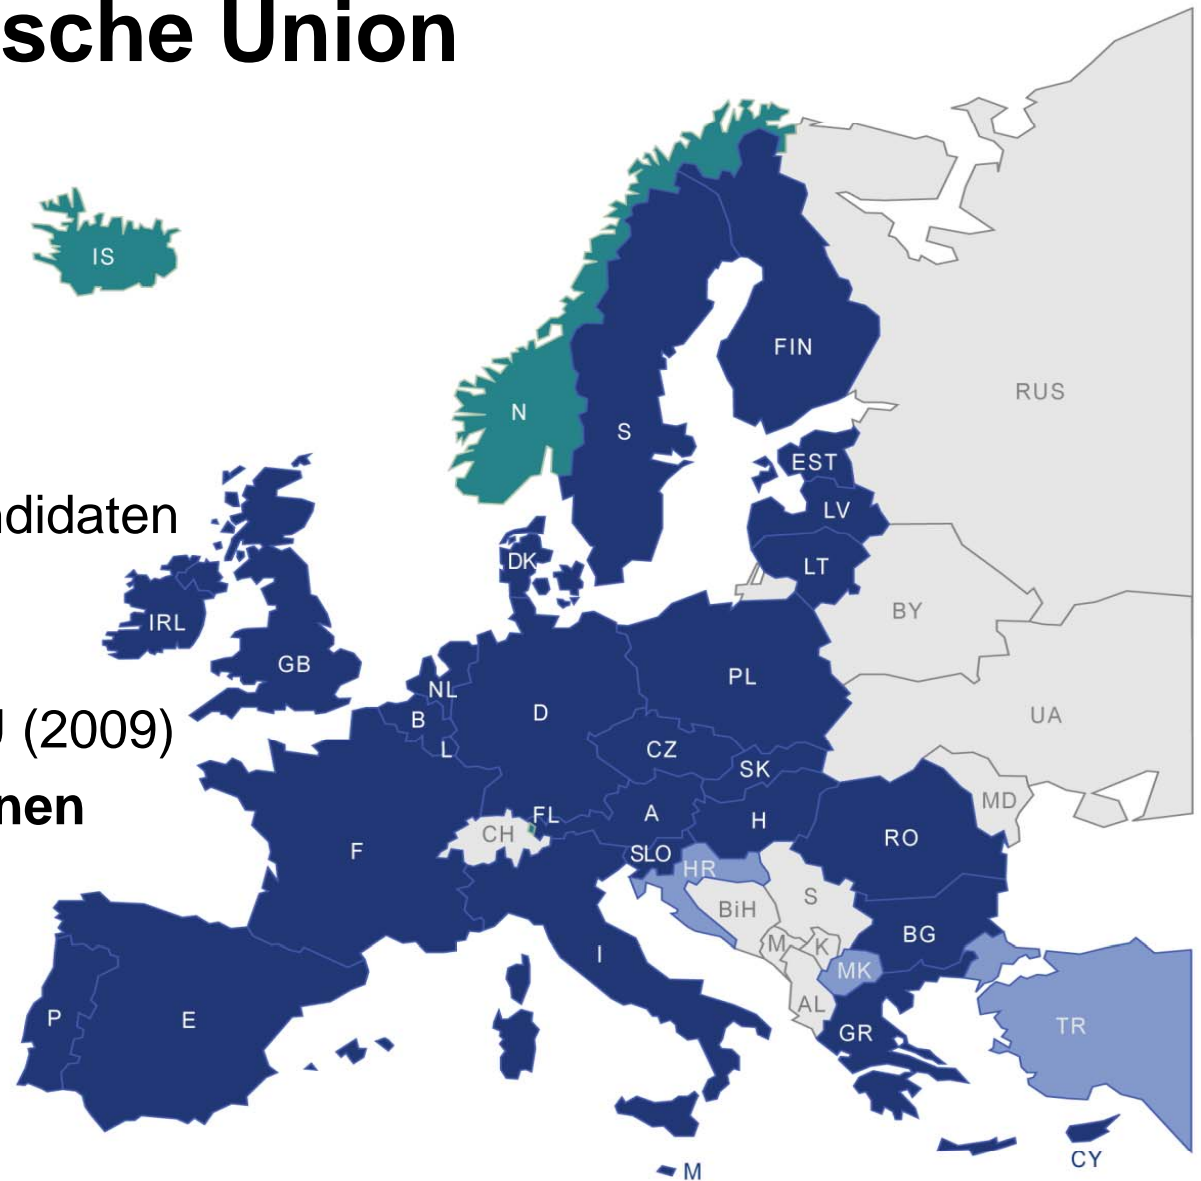 sche Union
IS
FIN
RUS
N
S
EST
didaten
LV
DK
LT
BY
IRL
GB
PL
NL
D
B
UA
(2009)
L
CZ
SK
MD
nen
FL
A
H
CH
RO
F
SLO
HR
S
BiH
BG
M
K
I
MK
AL
P
E
TR
GR
CY
M